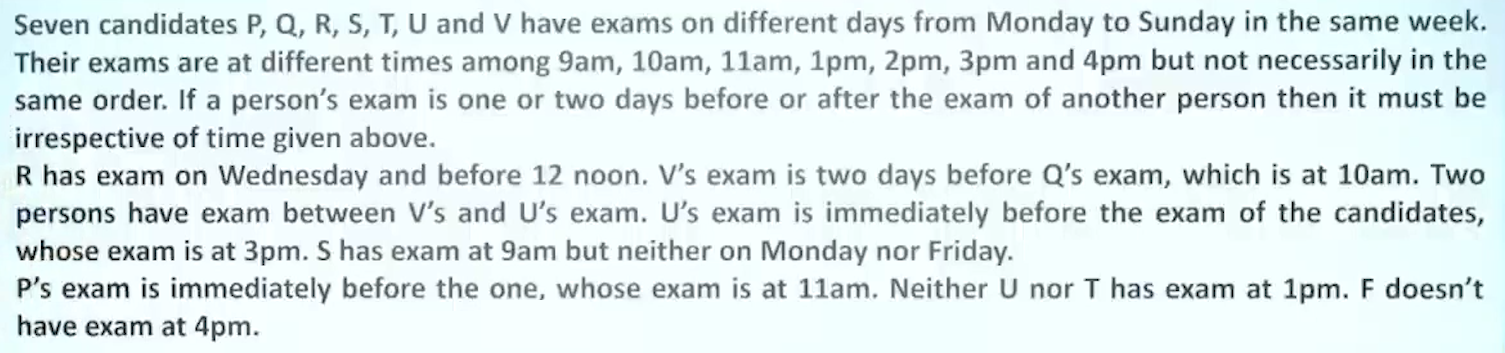 Seven candidates P, Q, R, S, T, U and V have exams on different days from Monday to Sunday in the same week.
Their exams are at different times among 9am, 10am, 11am, 1pm, 2pm, 3pm and 4pm but not necessarily in the
same order. If a person's exam is one or two days before or after the exam of another person then it must be
irrespective of time given above.
R has exam on Wednesday and before 12 noon. V's exam is two days before Q's exam, which is at 10am. Two
persons have exam between V's and U's exam. U's exam is immediately before the exam of the candidates,
whose exam is at 3pm. S has exam at 9am but neither on Monday nor Friday.
P's exam is immediately before the one, whose exam is at 11am. Neither U nor T has exam at 1pm. F doesn't
have exam at 4pm.